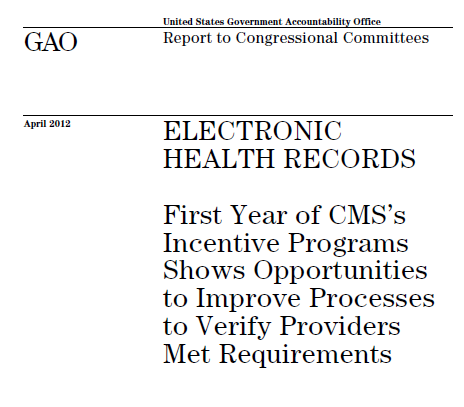 United States Government Accountability Office
GAO
Report to Congressional Committees
April 2012
ELECTRONIC
HEALTH RECORDS
First Year of CMS's
Incentive Programs
Shows Opportunities
to Improve Processes
to Verify Providers
Met Requirements